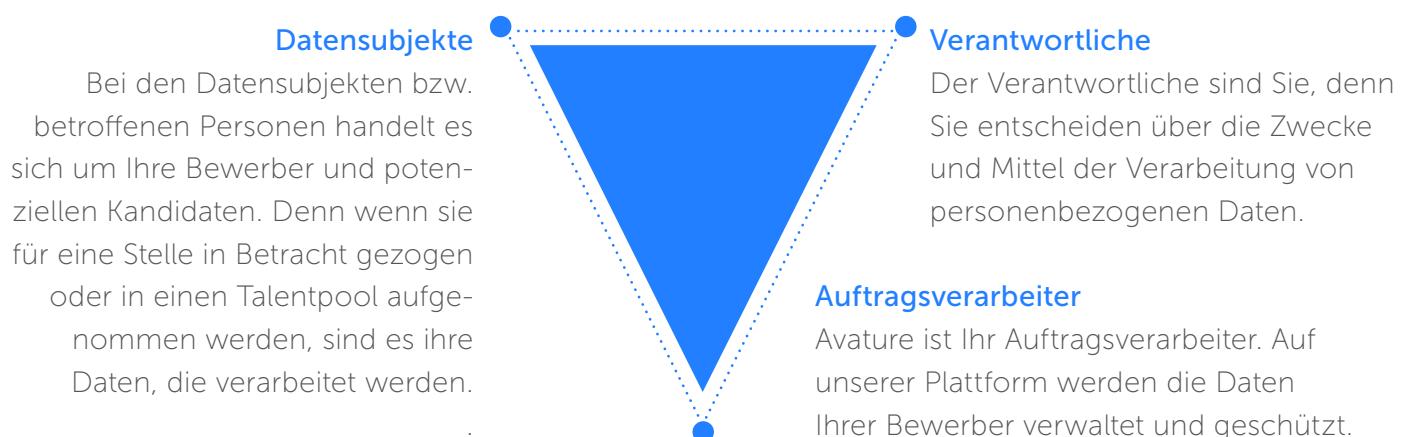 Datensubjekte
Bei den Datensubjekten bzw.
betroffenen Personen handelt es
sich um Ihre Bewerber und poten-
ziellen Kandidaten. Denn wenn sie
für eine Stelle in Betracht gezogen
oder in einen Talentpool aufge-
nommen werden, sind es ihre
Daten, die verarbeitet werden.
.
Verantwortliche
Der Verantwortliche sind Sie, denn
Sie entscheiden über die Zwecke
und Mittel der Verarbeitung von
personenbezogenen Daten.
Auftragsverarbeiter
Avature ist Ihr Auftragsverarbeiter. Auf
unserer Plattform werden die Daten
Ihrer Bewerber verwaltet und geschützt.